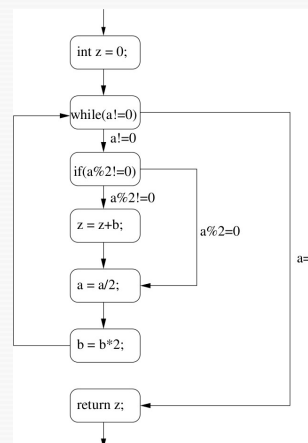 int z = 0;
while(a!=0)
a!=0
if(a%2!=0)
a%2!=0
z = z+b;
a%2=0
a=
a = a/2;
b = b*2;
return z;